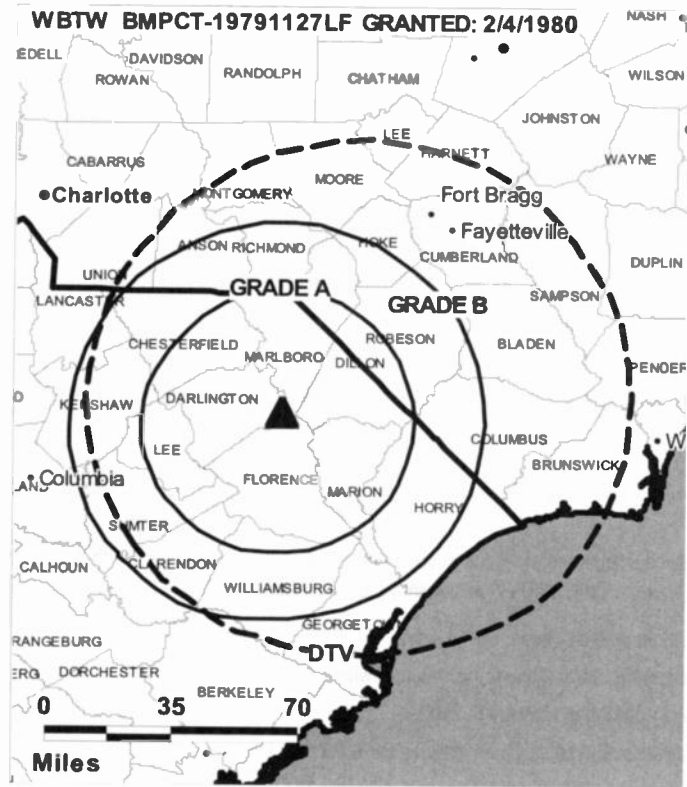 WBTW BMPCT-19791127LF GRANTED: 2/4/1980
NASH
DAVIDSON
ROWAN
RANDOLPH
CHATHAM
WILSON
JOHNSTON
LEE
HARNETT
WAYNE
CABARRUS
MOORE
Charlotte
MONTGOMERY
Fort Bragg
Fayetteville
ANSON
RICHMOND
HOKE
CUMBERLAND
DUPLIN
UNION
GRADE A
SAMPSON
LANCASTER
GRADE B
CHESTERFIELD
ROBESON
BLADEN
MARLBORO
DILLON
PENDER
KERSHAW
DARLINGTON
COLUMBUS
W
LEE
BRUNSWICK
Columbia
FLORENCE
MARION
HORRY
SUMTER
CALHOUN
CLARENDON
WILLIAMSBURG
GEORGETOWN
RANGEBURG
DTV
ERG
DORCHESTER
BERKELEY
0 35 70
Miles